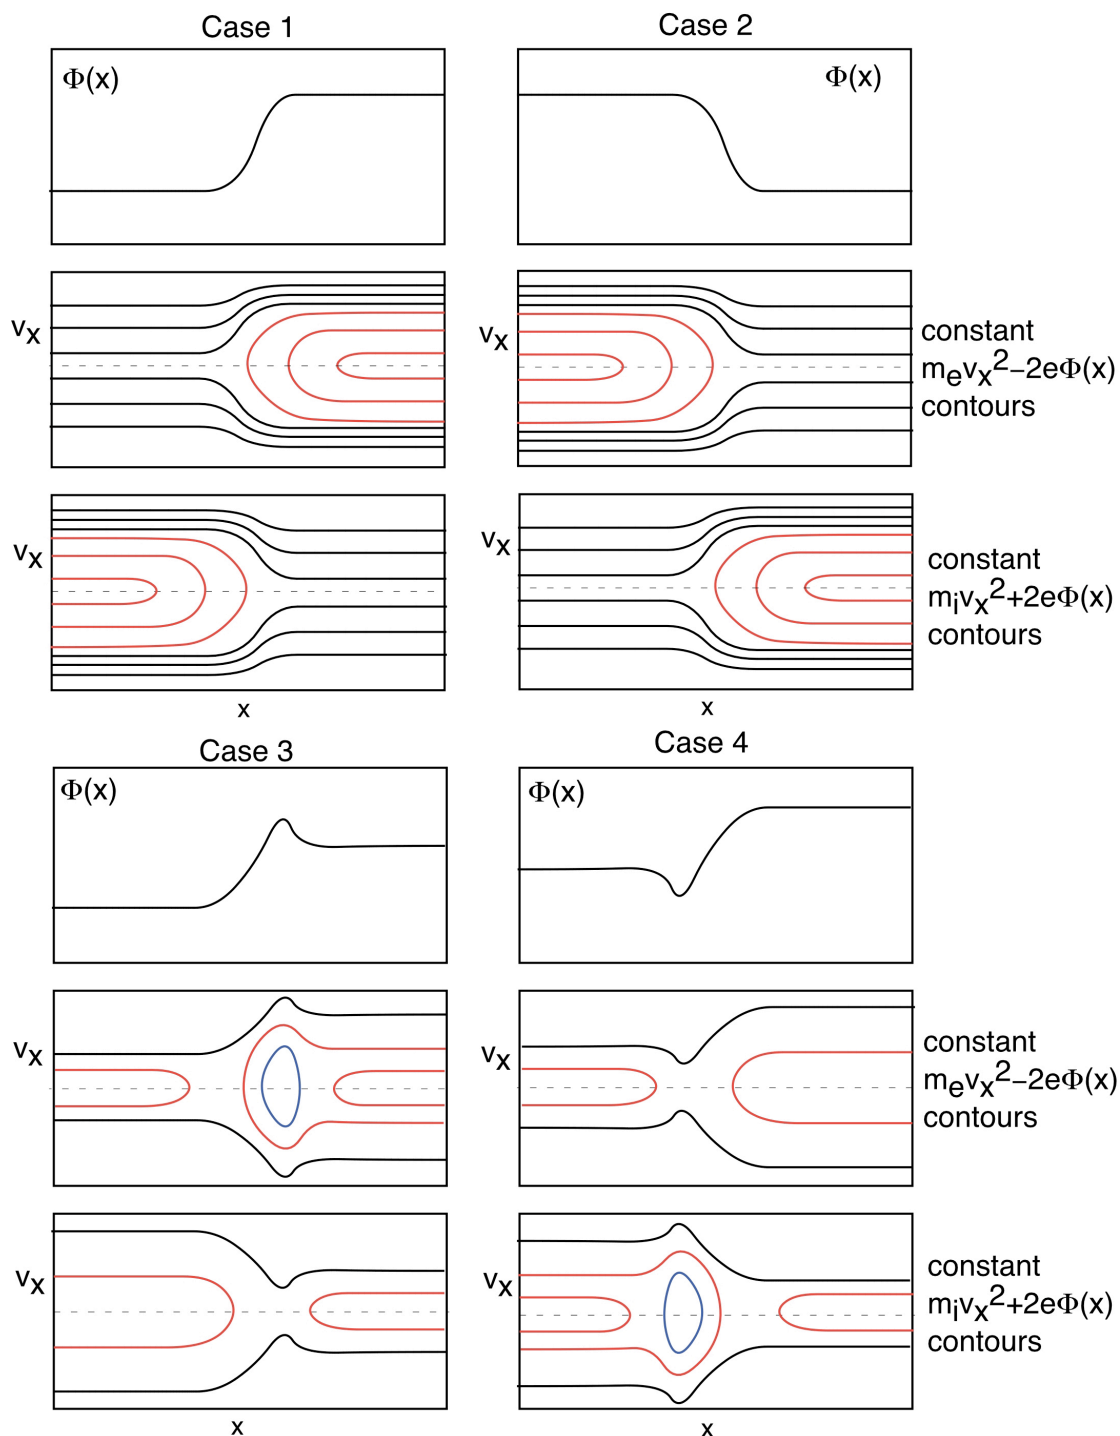 Case 1
Case 2
Φ(x)
Φ(x)
vx
vx
constant
mevx2−2eΦ(x)
contours
vx
vx
constant
mivx2+2eΦ(x)
contours
x
x
Case 3
Case 4
Φ(x)
Φ(x)
vx
vx
constant
mevx2−2eΦ(x)
contours
vx
vx
constant
mivx2+2eΦ(x)
contours
x
x